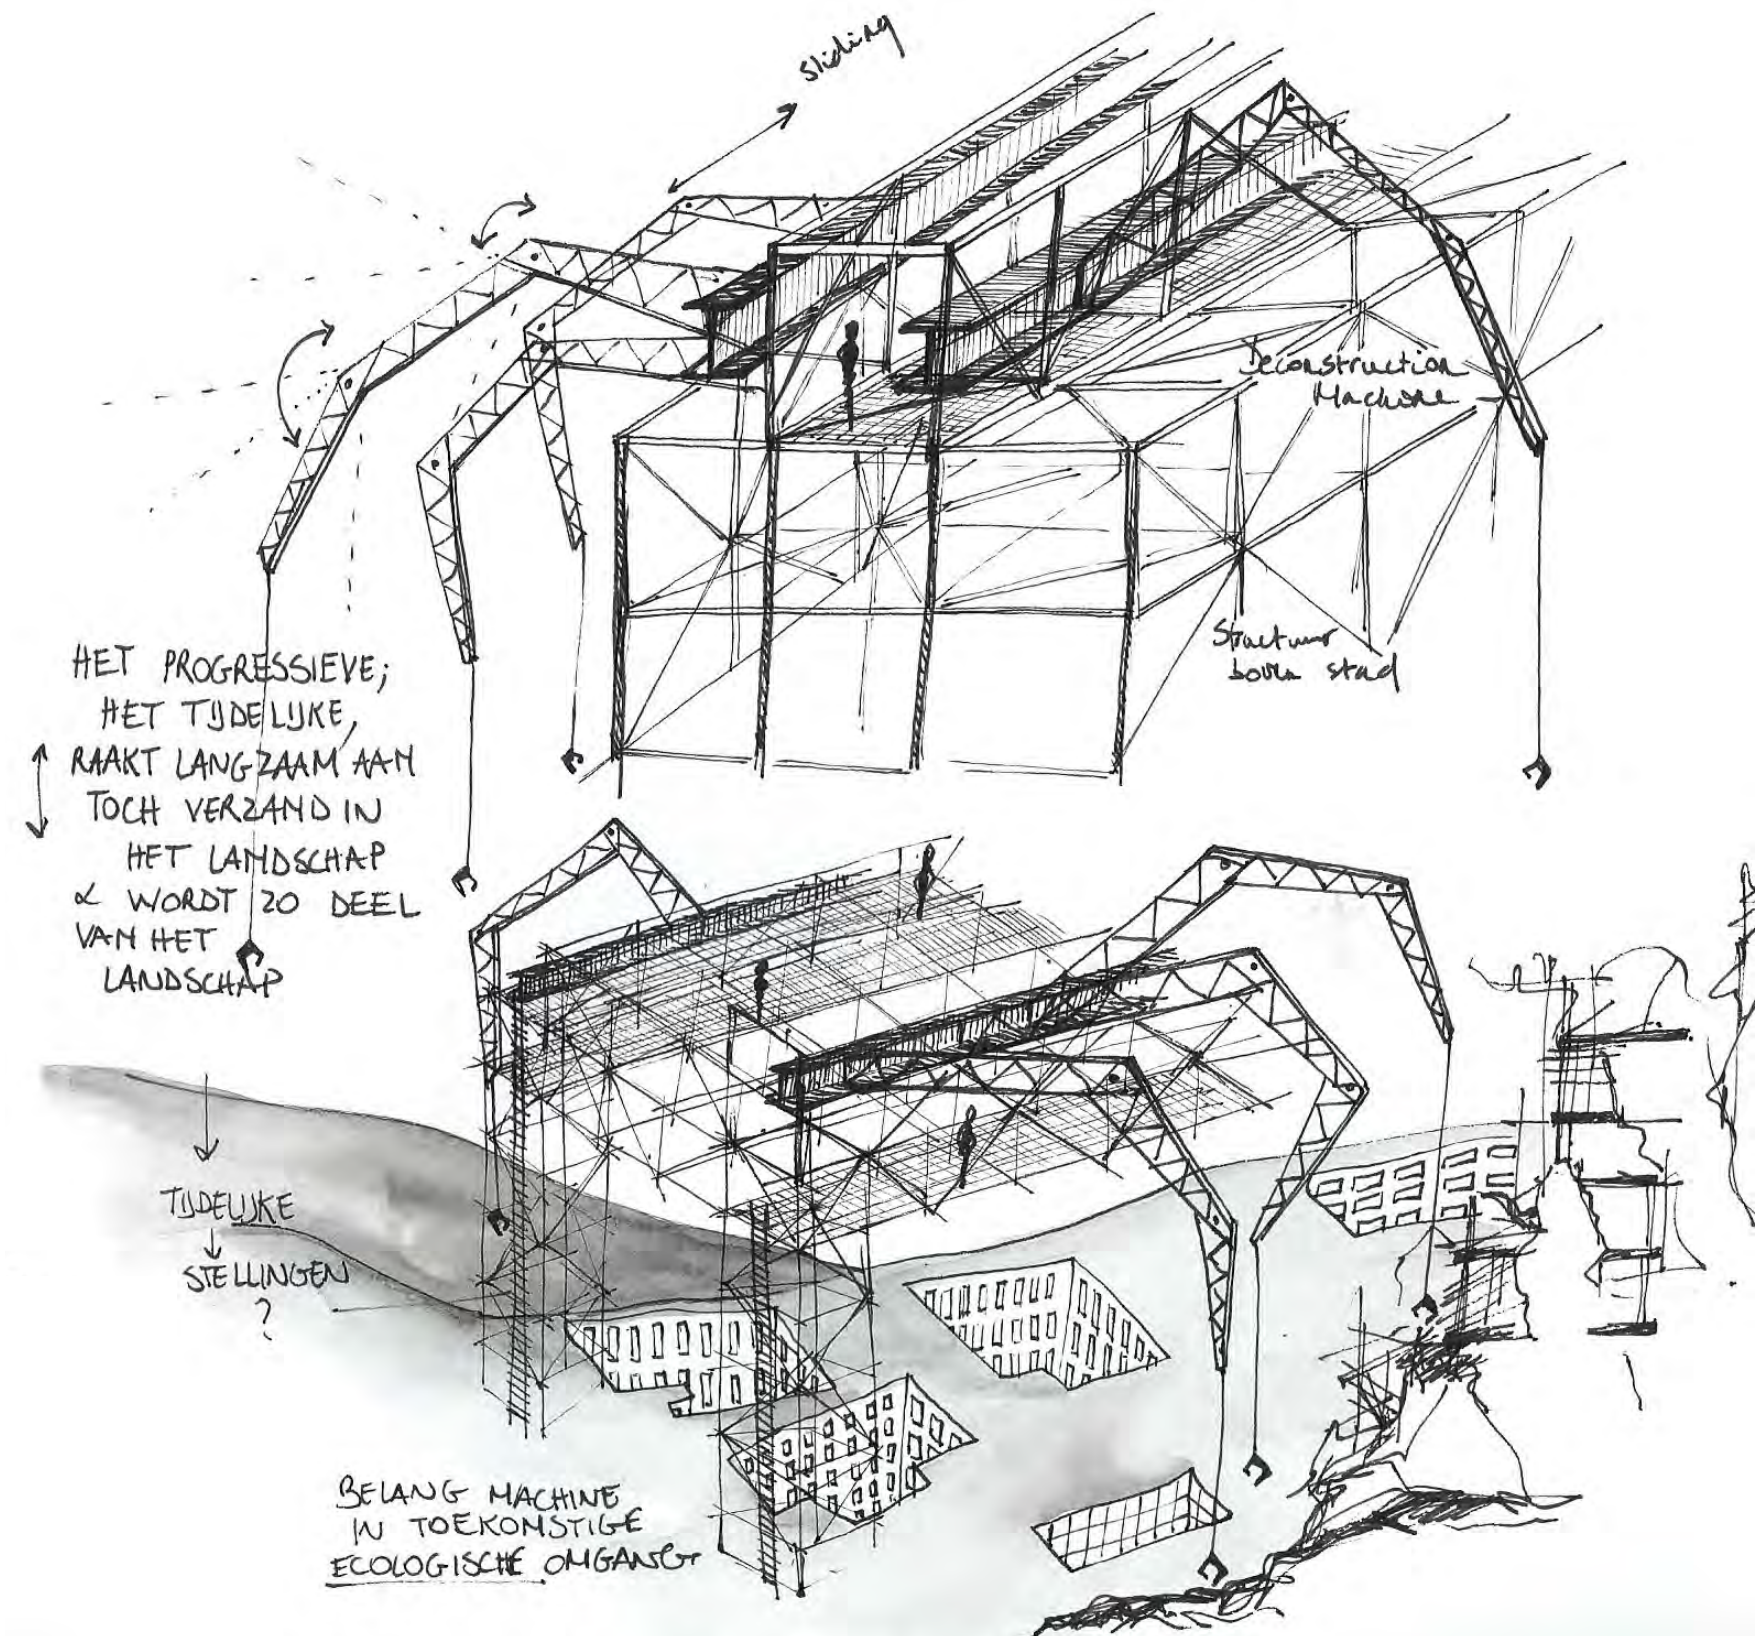 sliding
Deconstruction
Machine
Structuur
boven stad
HET PROGRESSIEVE;
HET TIJDELIJKE,
RAAKT LANGZAAM AAN
TOCH VERZAND IN
HET LANDSCHAP
& WORDT ZO DEEL
VAN HET
LANDSCHAP
TIJDELIJKE
STELLINGEN
?
BELANG MACHINE
IN TOEKOMSTIGE
ECOLOGISCHE OMGANG